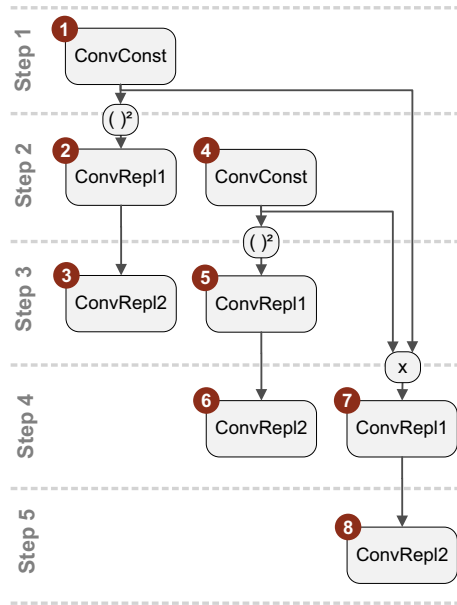 Step 1
1
ConvConst
( )²
Step 2
2
ConvRepl1
4
ConvConst
( )²
Step 3
3
ConvRepl2
5
ConvRepl1
x
Step 4
6
ConvRepl2
7
ConvRepl1
Step 5
8
ConvRepl2